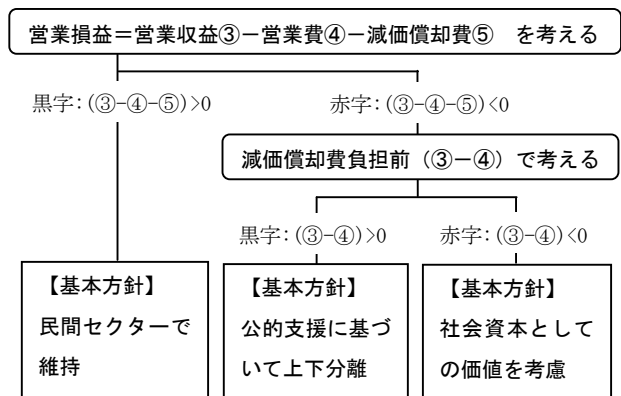 営業損益＝営業収益③－営業費④－減価償却費⑤　を考える
黒字：(③-④-⑤)>0
赤字：(③-④-⑤)<0
減価償却費負担前（③－④）で考える
黒字：(③-④)>0
赤字：(③-④)<0
【基本方針】
民間セクターで
維持
【基本方針】
公的支援に基づ
いて上下分離
【基本方針】
社会資本として
の価値を考慮